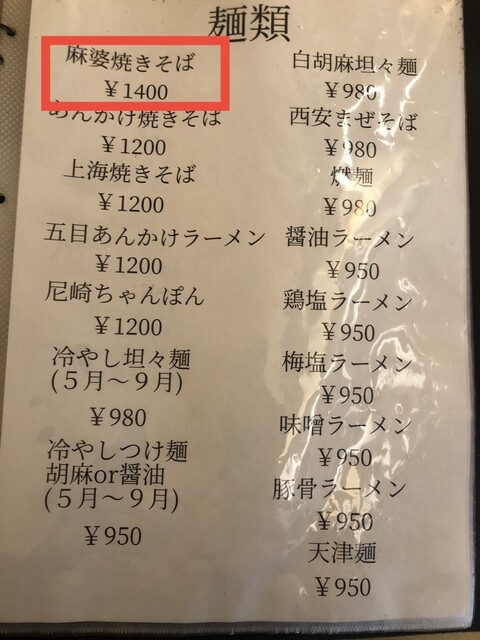 麺類
麻婆焼きそば
￥1400
あんかけ焼きそば
￥1200
上海焼きそば
￥1200
五目あんかけラーメン
￥1200
尼崎ちゃんぽん
￥1200
冷やし坦々麺
(５月～９月)
￥980
冷やしつけ麺
胡麻or醤油
(５月～９月)
￥950
白胡麻坦々麺
￥980
西安まぜそば
￥980
燃麺
￥980
醤油ラーメン
￥950
鶏塩ラーメン
￥950
梅塩ラーメン
￥950
味噌ラーメン
￥950
豚骨ラーメン
￥950
天津麺
￥950